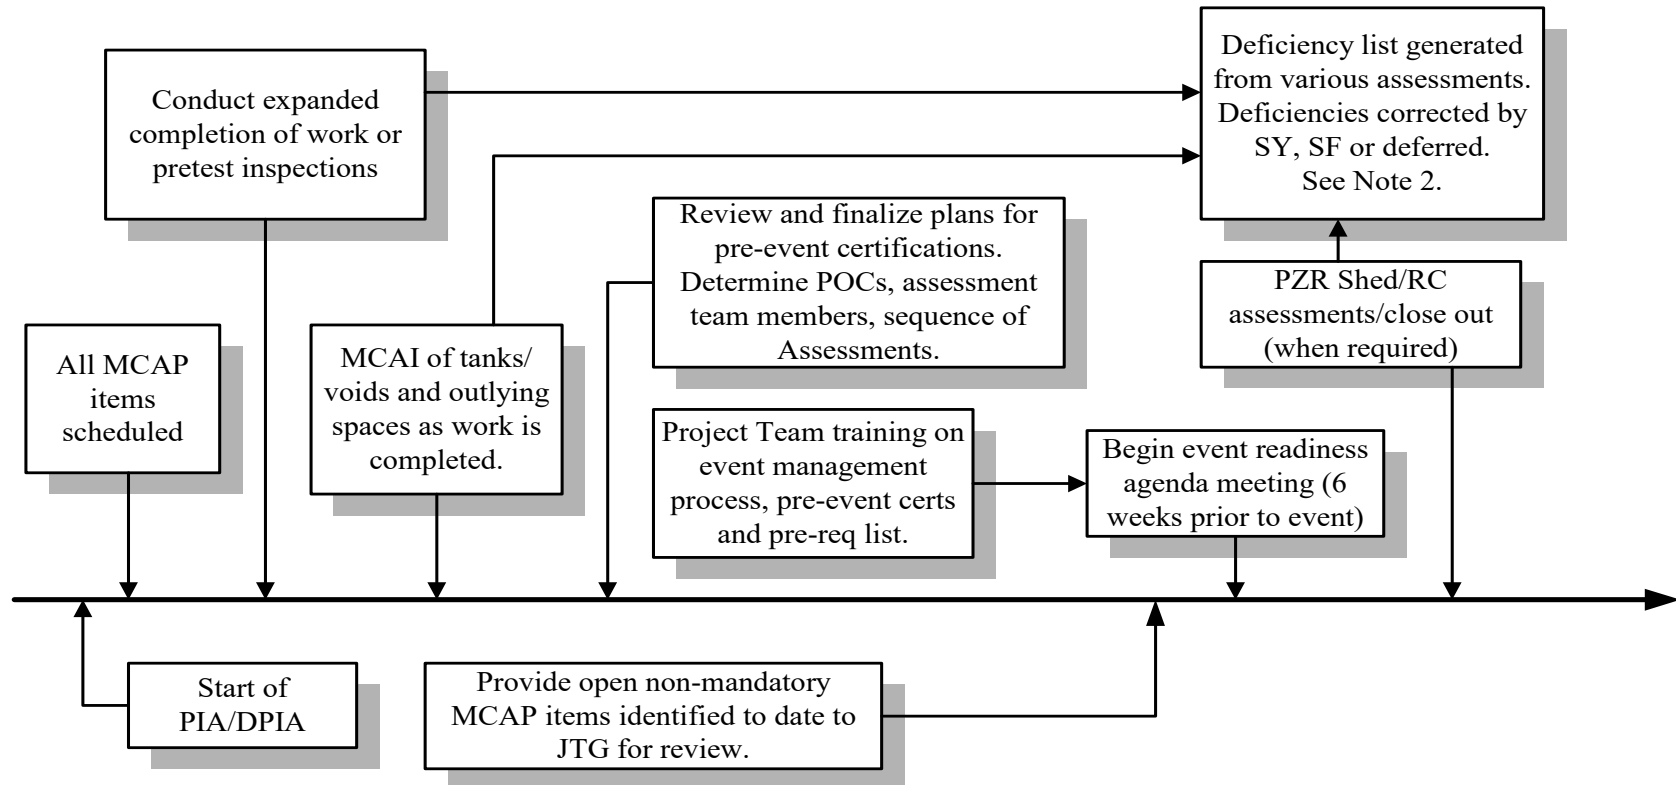 Conduct expanded
completion of work or
pretest inspections
Deficiency list generated
from various assessments.
Deficiencies corrected by
SY, SF or deferred.
See Note 2.
Review and finalize plans for
pre-event certifications.
Determine POCs, assessment
team members, sequence of
Assessments.
PZR Shed/RC
assessments/close out
(when required)
All MCAP
items
scheduled
MCAI of tanks/
voids and outlying
spaces as work is
completed.
Project Team training on
event management
process, pre-event certs
and pre-req list.
Begin event readiness
agenda meeting (6
weeks prior to event)
Start of
PIA/DPIA
Provide open non-mandatory
MCAP items identified to date to
JTG for review.